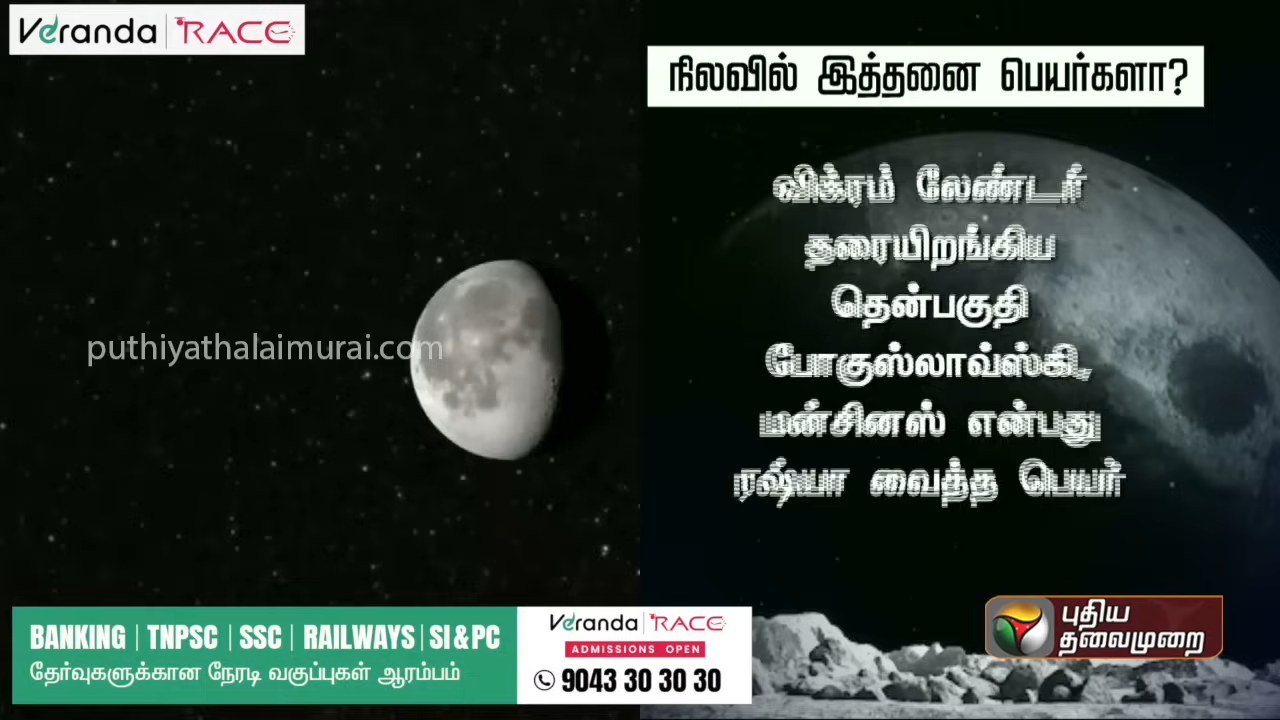 Veranda RACE
நிலவில் இத்தனை பெயர்களா?
விக்ரம் லேண்டர்
தரையிறங்கிய
தென்பகுதி
போகுஸ்லாவ்ஸ்கி,
மன்சினஸ் என்பது
ரஷ்யா வைத்த பெயர்
puthiyathalaimurai.com
BANKING | TNPSC | SSC | RAILWAYS | SI & PC
தேர்வுகளுக்கான நேரடி வகுப்புகள் ஆரம்பம்
Veranda RACE
ADMISSIONS OPEN
9043 30 30 30
புதிய
தலைமுறை